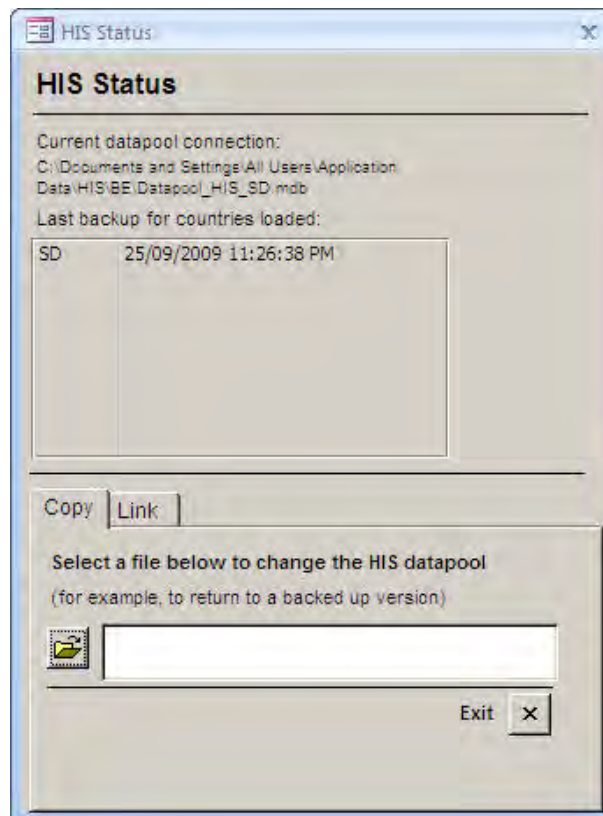 HIS Status
HIS Status
Current datapool connection:
C:\Documents and Settings\All Users\Application
Data\HIS\BE\Datapool_HIS_SD.mdb
Last backup for countries loaded:
SD 25/09/2009 11:26:38 PM
Copy Link
Select a file below to change the HIS datapool
(for example, to return to a backed up version)
Exit